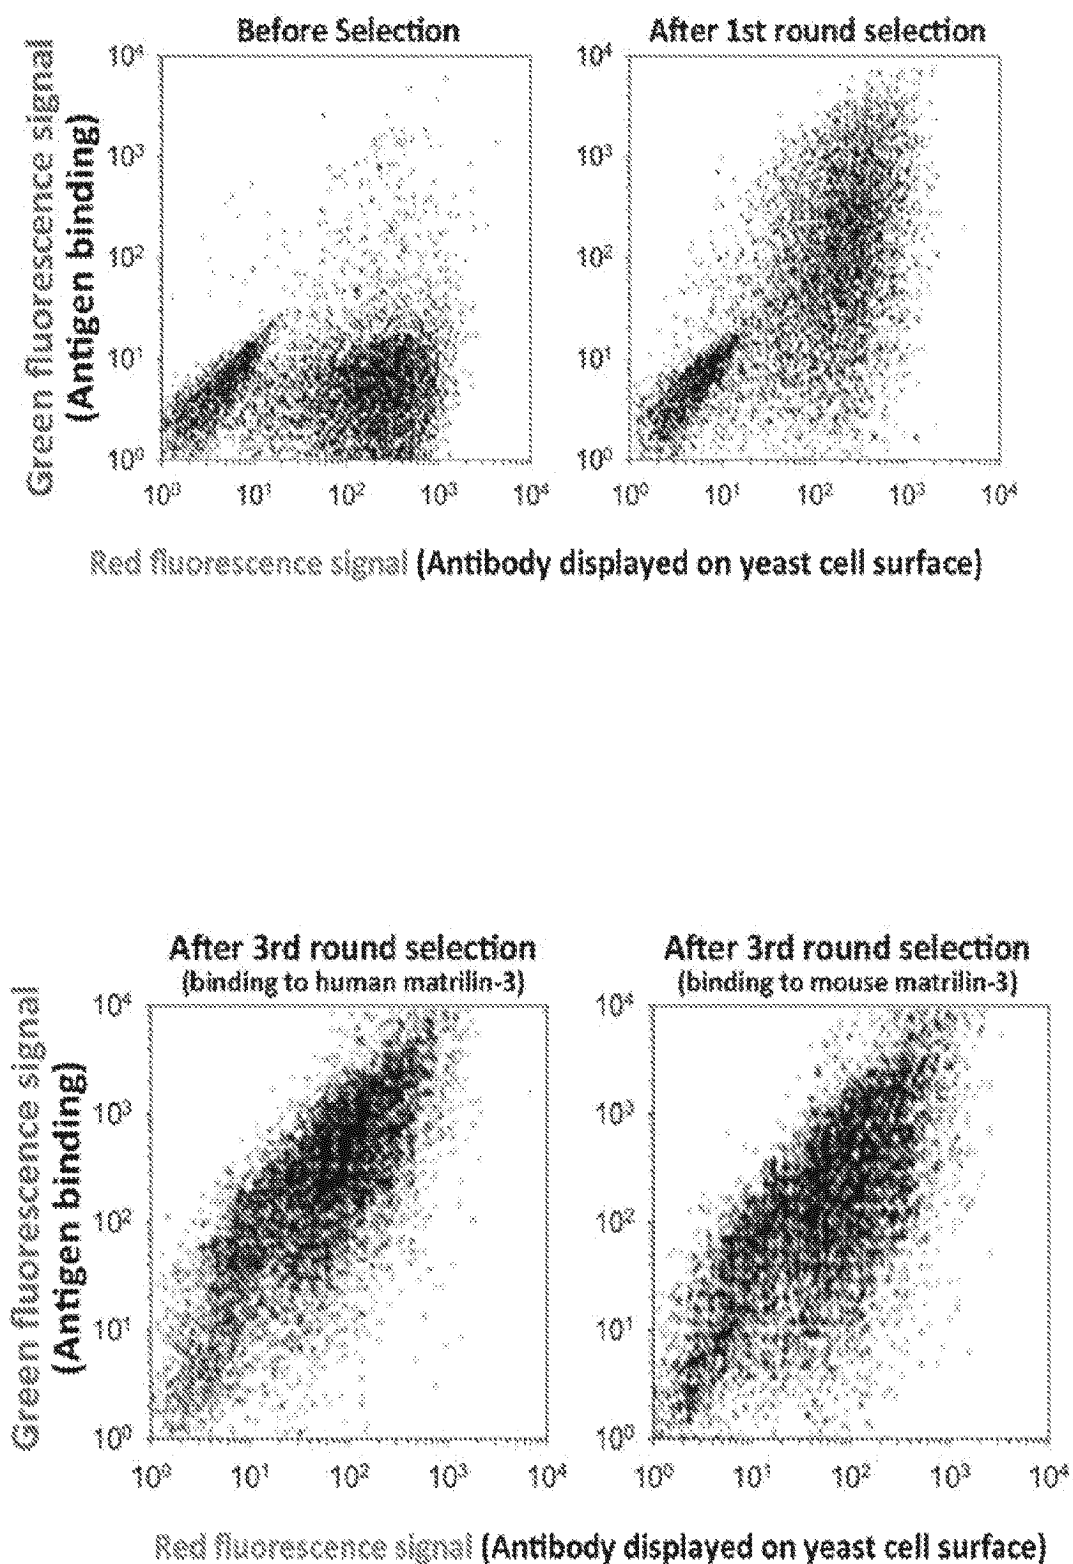 Before Selection
After 1st round selection
Green fluorescence signal
(Antigen binding)
10⁴
10³
10²
10¹
10⁰
10⁰ 10¹ 10² 10³ 10⁴
10⁴
10³
10²
10¹
10⁰
10⁰ 10¹ 10² 10³ 10⁴
Red fluorescence signal (Antibody displayed on yeast cell surface)
After 3rd round selection
(binding to human matrilin-3)
After 3rd round selection
(binding to mouse matrilin-3)
Green fluorescence signal
(Antigen binding)
10⁴
10³
10²
10¹
10⁰
10⁰ 10¹ 10² 10³ 10⁴
10⁴
10³
10²
10¹
10⁰
10⁰ 10¹ 10² 10³ 10⁴
Red fluorescence signal (Antibody displayed on yeast cell surface)